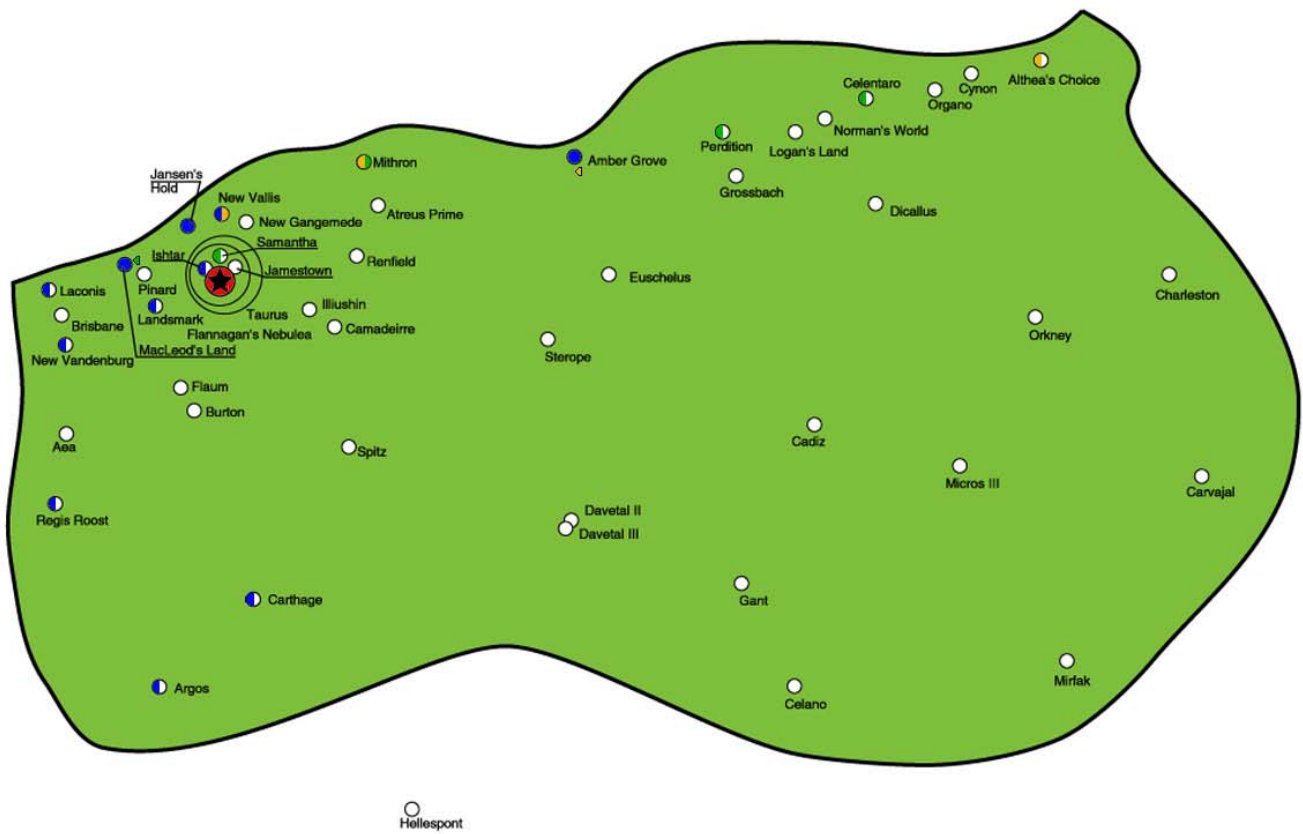 Althea's Choice
Celentaro
Cynon
Organo
Norman's World
Perdition
Logan's Land
Amber Grove
Mithron
Jansen's
Hold
Grossbach
New Vallis
Dicallus
Atreus Prime
New Gangemede
Samantha
Ishtar
Renfield
Jamestown
Euschelus
Pinard
Laconis
Charleston
Illiushin
Taurus
Landsmark
Brisbane
Camadeirre
Flannagan's Nebulea
Orkney
MacLeod's Land
Sterope
New Vandenburg
Flaum
Burton
Cadiz
Aea
Spitz
Micros III
Carvajal
Davetal II
Regis Roost
Davetal III
Carthage
Gant
Mirfak
Argos
Celano
Hellespont